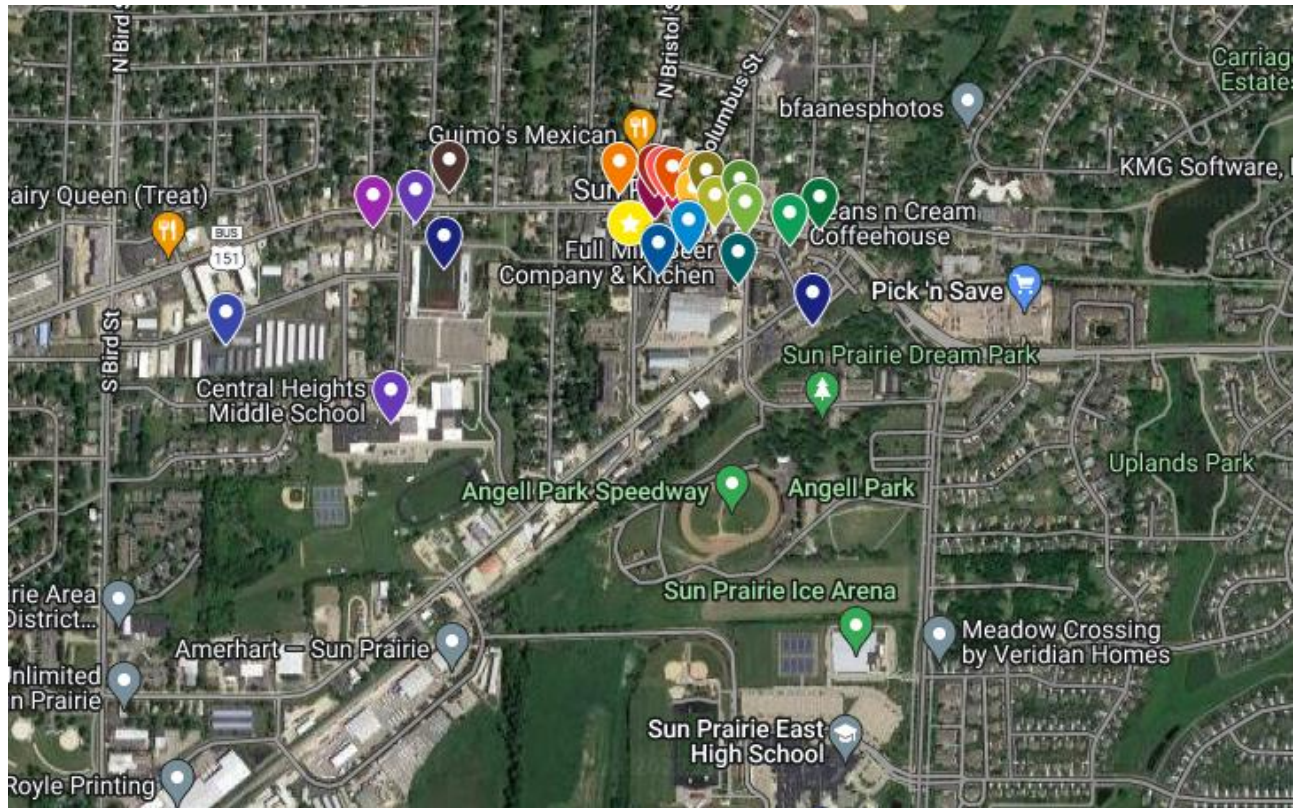 N Bird S
N Bristol S
Columbus St
Carriag
Estates
bfaanesphotos
Guimo's Mexican
KMG Software, I
airy Queen (Treat)
Sun P
eans n Cream
Coffeehouse
BUS
151
Full Mi eer
Company & Kitchen
Pick 'n Save
S Bird St
Sun Prairie Dream Park
Central Heights
Middle School
Uplands Park
Angell Park Speedway
Angell Park
irie Area
District...
Sun Prairie Ice Arena
Amerhart — Sun Prairie
Meadow Crossing
by Veridian Homes
Unlimited
n Prairie
Sun Prairie East
High School
Royle Printing